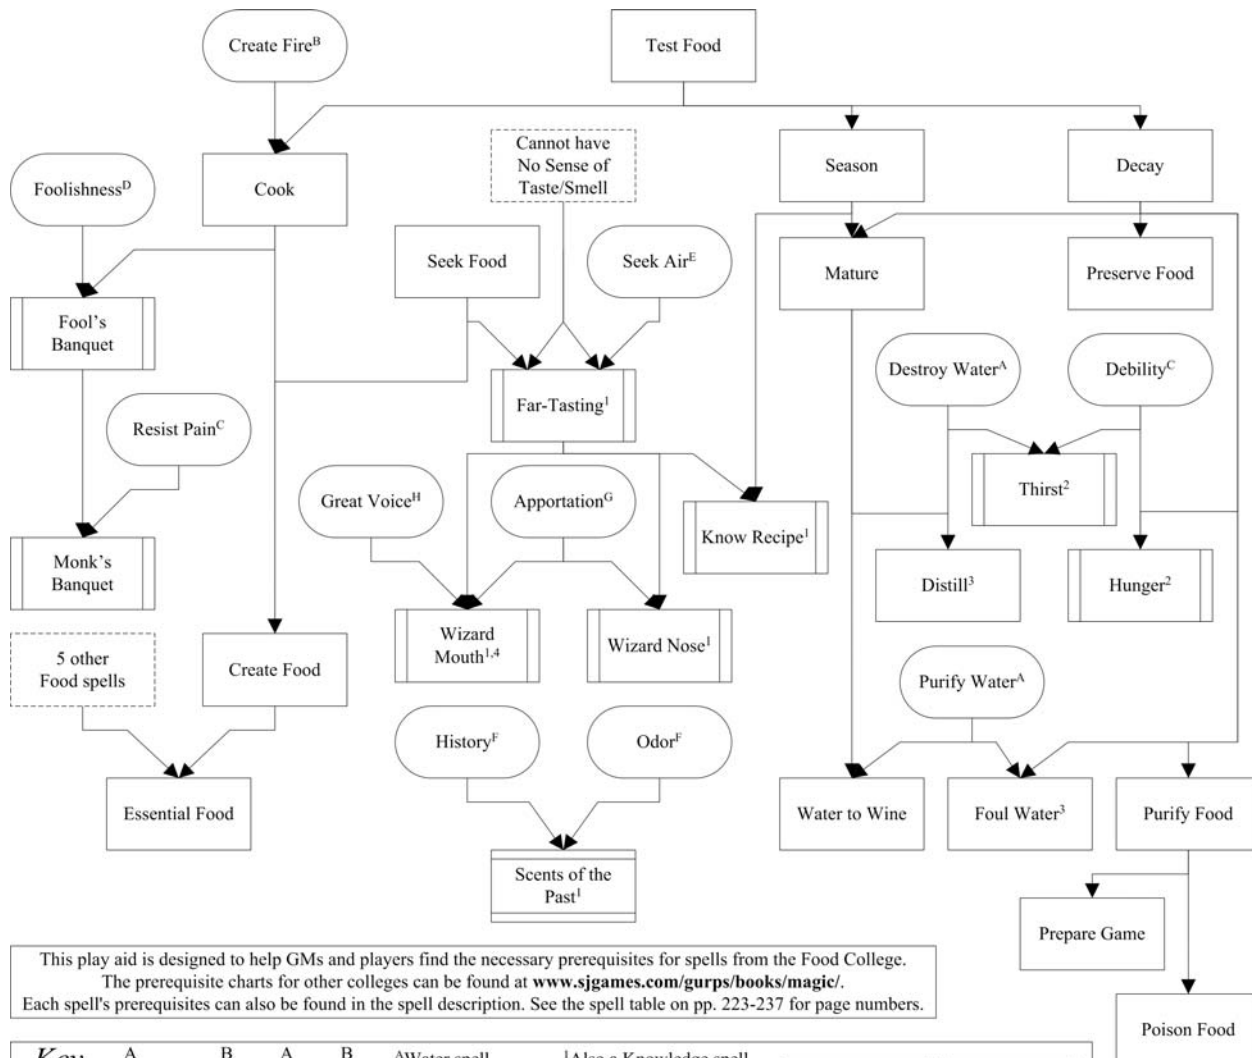 Create Fire^B
Test Food
Cannot have
No Sense of
Taste/Smell
Season
Decay
Foolishness^D
Cook
Seek Food
Seek Air^E
Mature
Preserve Food
Fool's
Banquet
Destroy Water^A
Debility^C
Far-Tasting^1
Resist Pain^C
Great Voice^H
Apportation^G
Thirst^2
Know Recipe^1
Monk's
Banquet
Distill^3
Hunger^2
Wizard
Mouth^1,4
Wizard Nose^1
5 other
Food spells
Create Food
Purify Water^A
History^F
Odor^F
Essential Food
Water to Wine
Foul Water^3
Purify Food
Scents of the
Past^1
Prepare Game
This play aid is designed to help GMs and players find the necessary prerequisites for spells from the Food College.
The prerequisite charts for other colleges can be found at www.sjgames.com/gurps/books/magic/.
Each spell's prerequisites can also be found in the spell description. See the spell table on pp. 223-237 for page numbers.
Poison Food
Key A B A B ^AWater spell ^1Also a Knowledge spell